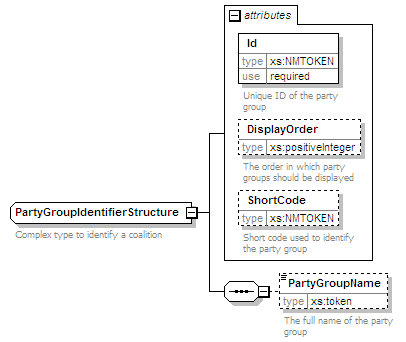 attributes
Id
type xs:NMTOKEN
use required
Unique ID of the party
group
DisplayOrder
type xs:positiveInteger
The order in which party
groups should be displayed
ShortCode
type xs:NMTOKEN
Short code used to identify
the party group
PartyGroupIdentifierStructure
Complex type to identify a coalition
PartyGroupName
type xs:token
The full name of the party
group